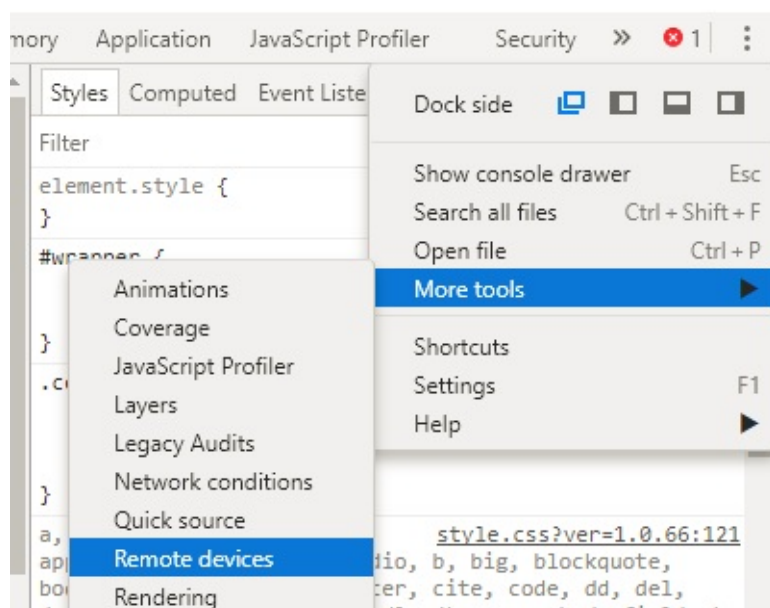 Application JavaScript Profiler Security » 1
Styles Computed Event Liste
Dock side
Filter
element.style {
}
Show console drawer Esc
Search all files Ctrl + Shift + F
Open file Ctrl + P
#wrapper {
More tools
Animations
Coverage
JavaScript Profiler
Layers
Legacy Audits
Network conditions
Quick source
Remote devices
Rendering
}
Shortcuts
Settings F1
Help
}
a, style.css?ver=1.0.66:121
dio, b, big, blockquote,
cite, code, dd, del,